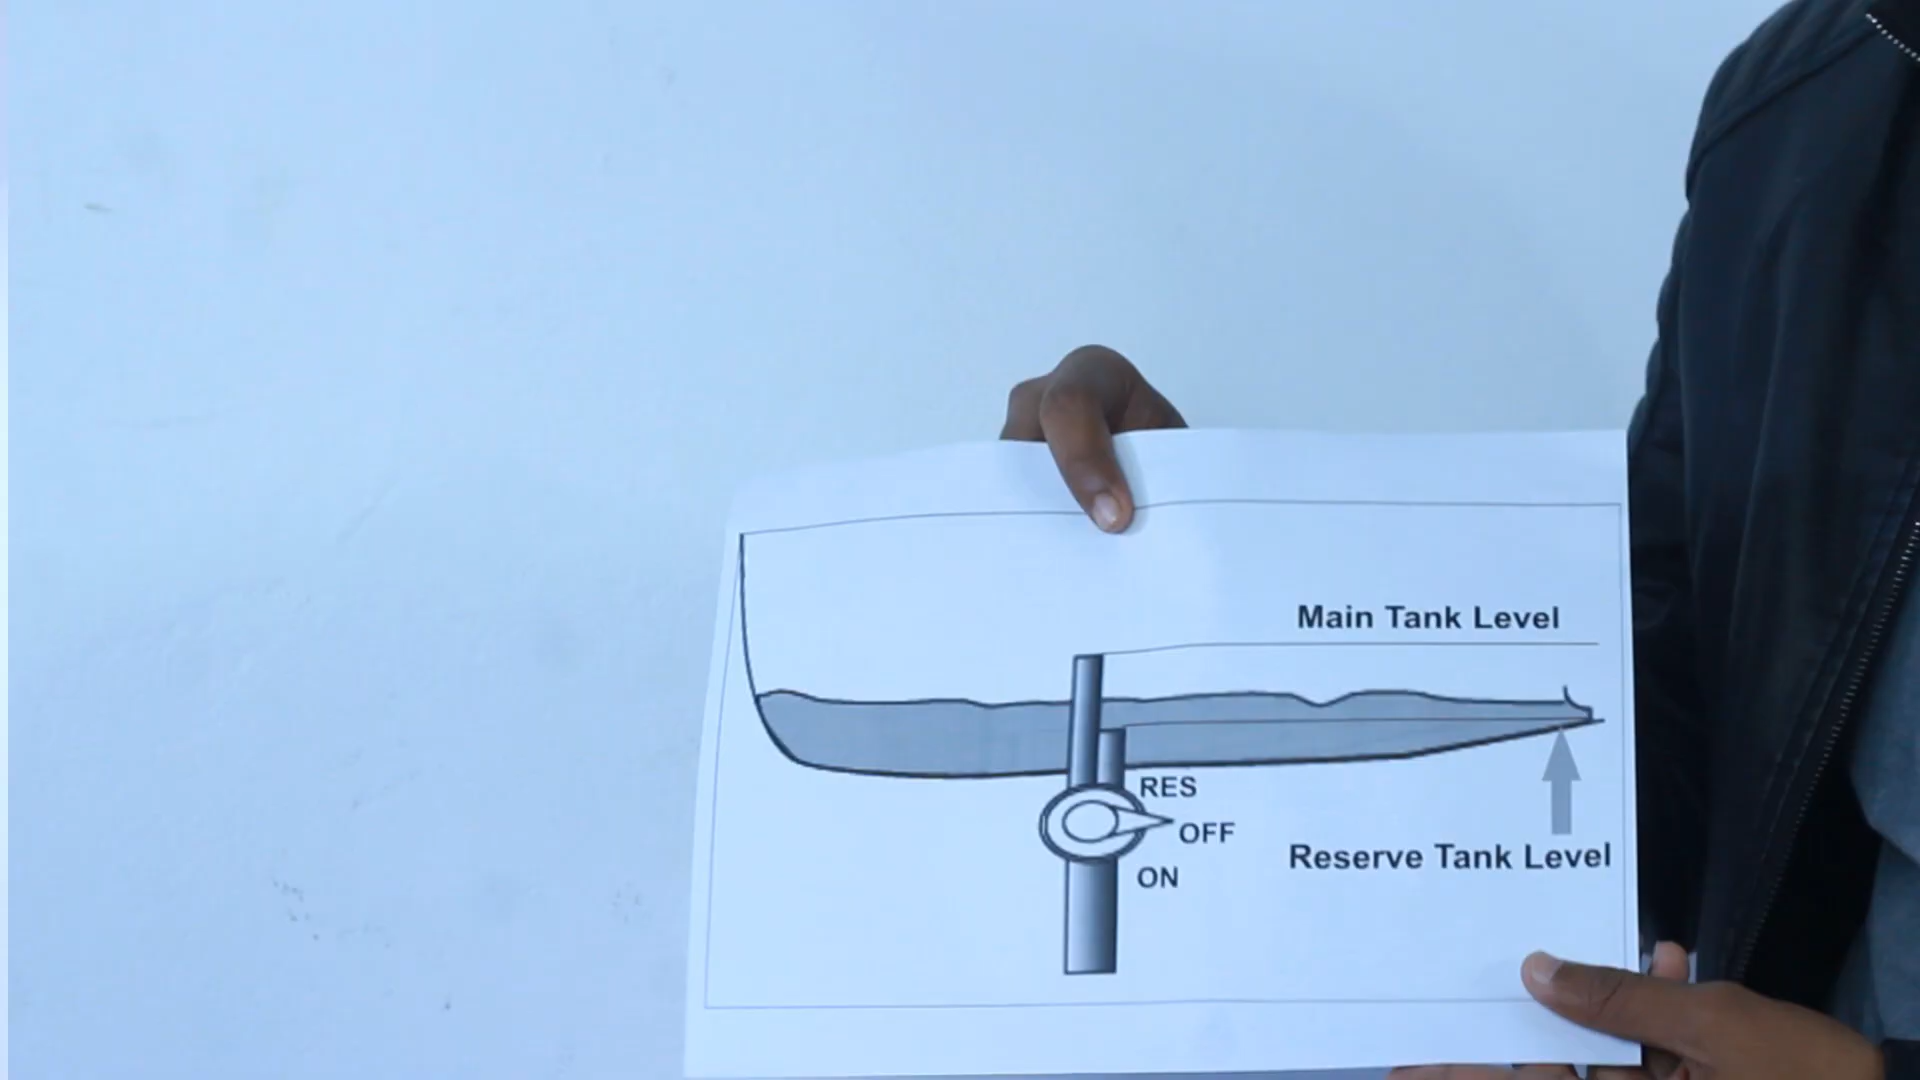 Main Tank Level
RES
OFF
ON
Reserve Tank Level